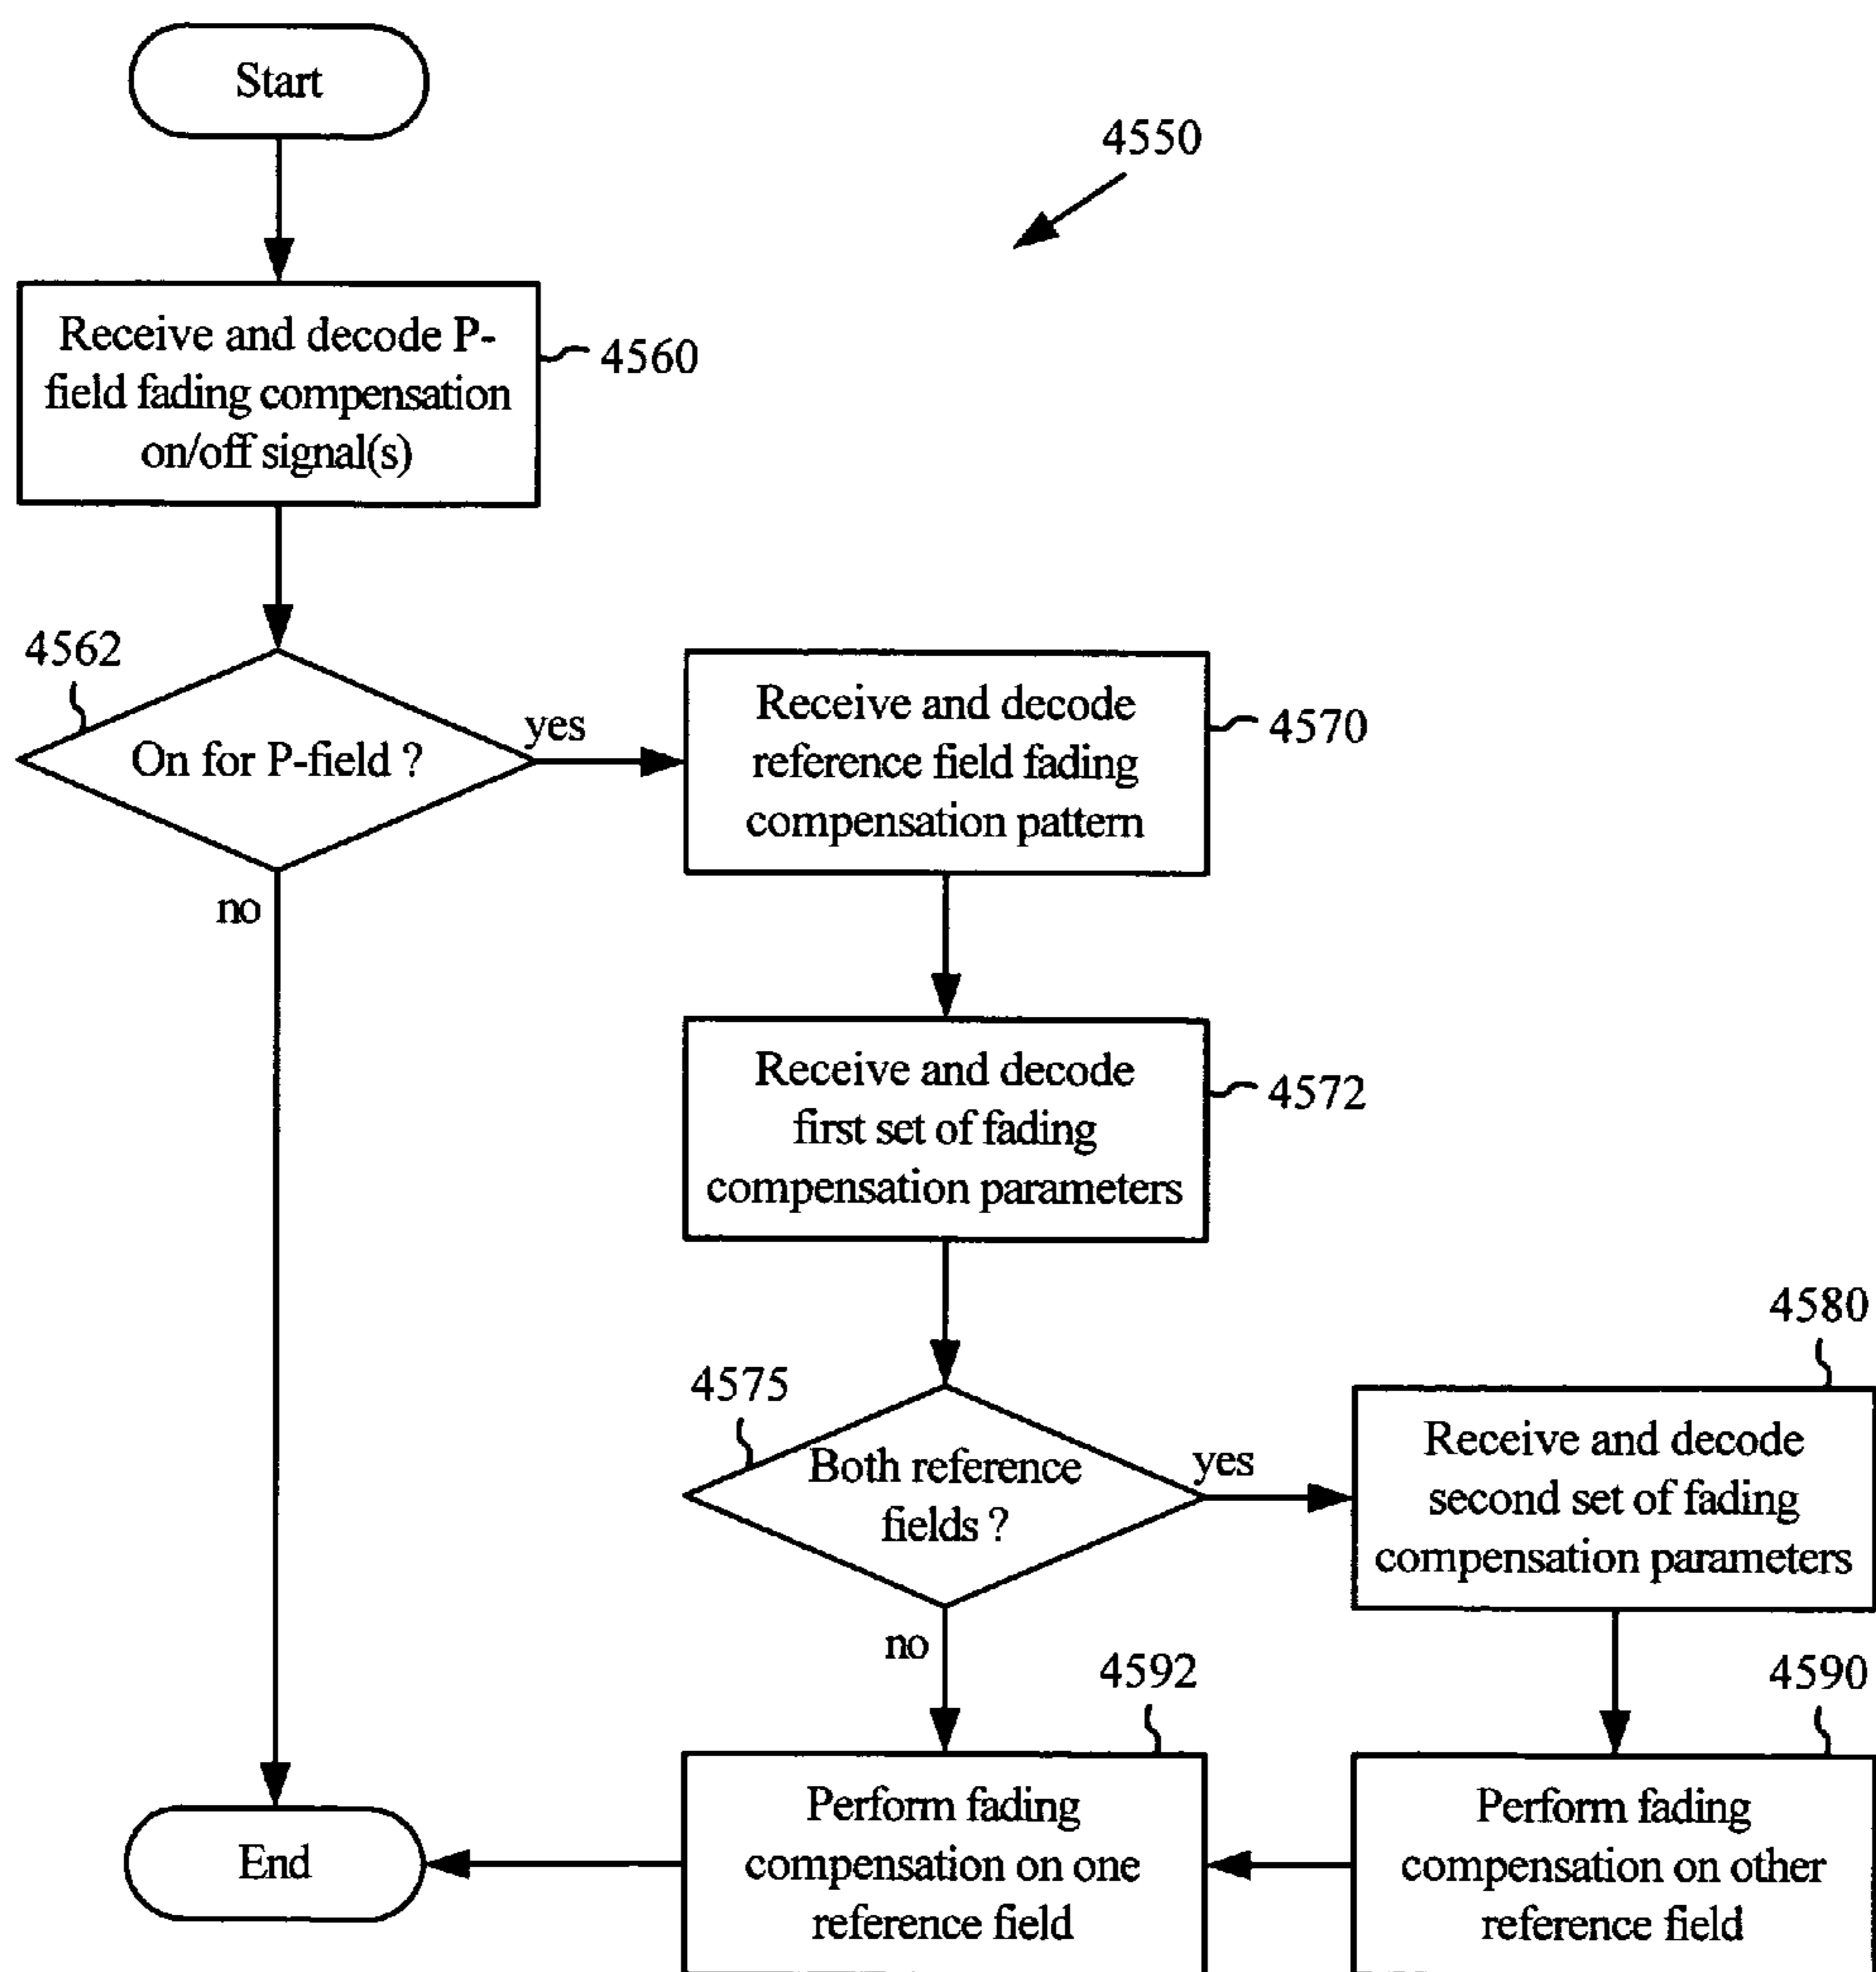 Start
4550
Receive and decode P-
field fading compensation
on/off signal(s)
4560
4562
On for P-field ?
yes
no
Receive and decode
reference field fading
compensation pattern
4570
Receive and decode
first set of fading
compensation parameters
4572
4575
Both reference
fields ?
yes
no
4580
Receive and decode
second set of fading
compensation parameters
4590
Perform fading
compensation on other
reference field
4592
Perform fading
compensation on one
reference field
End